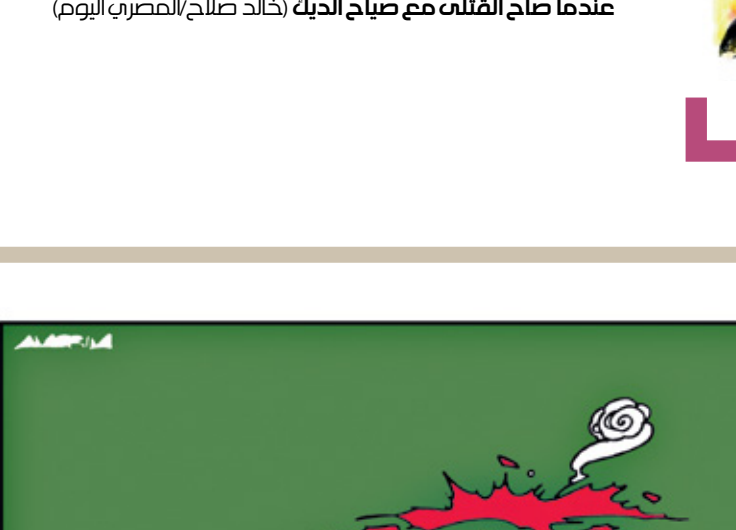 عندما صاح القتلى مع صياح الديك (خالد صلاح/المصري اليوم)